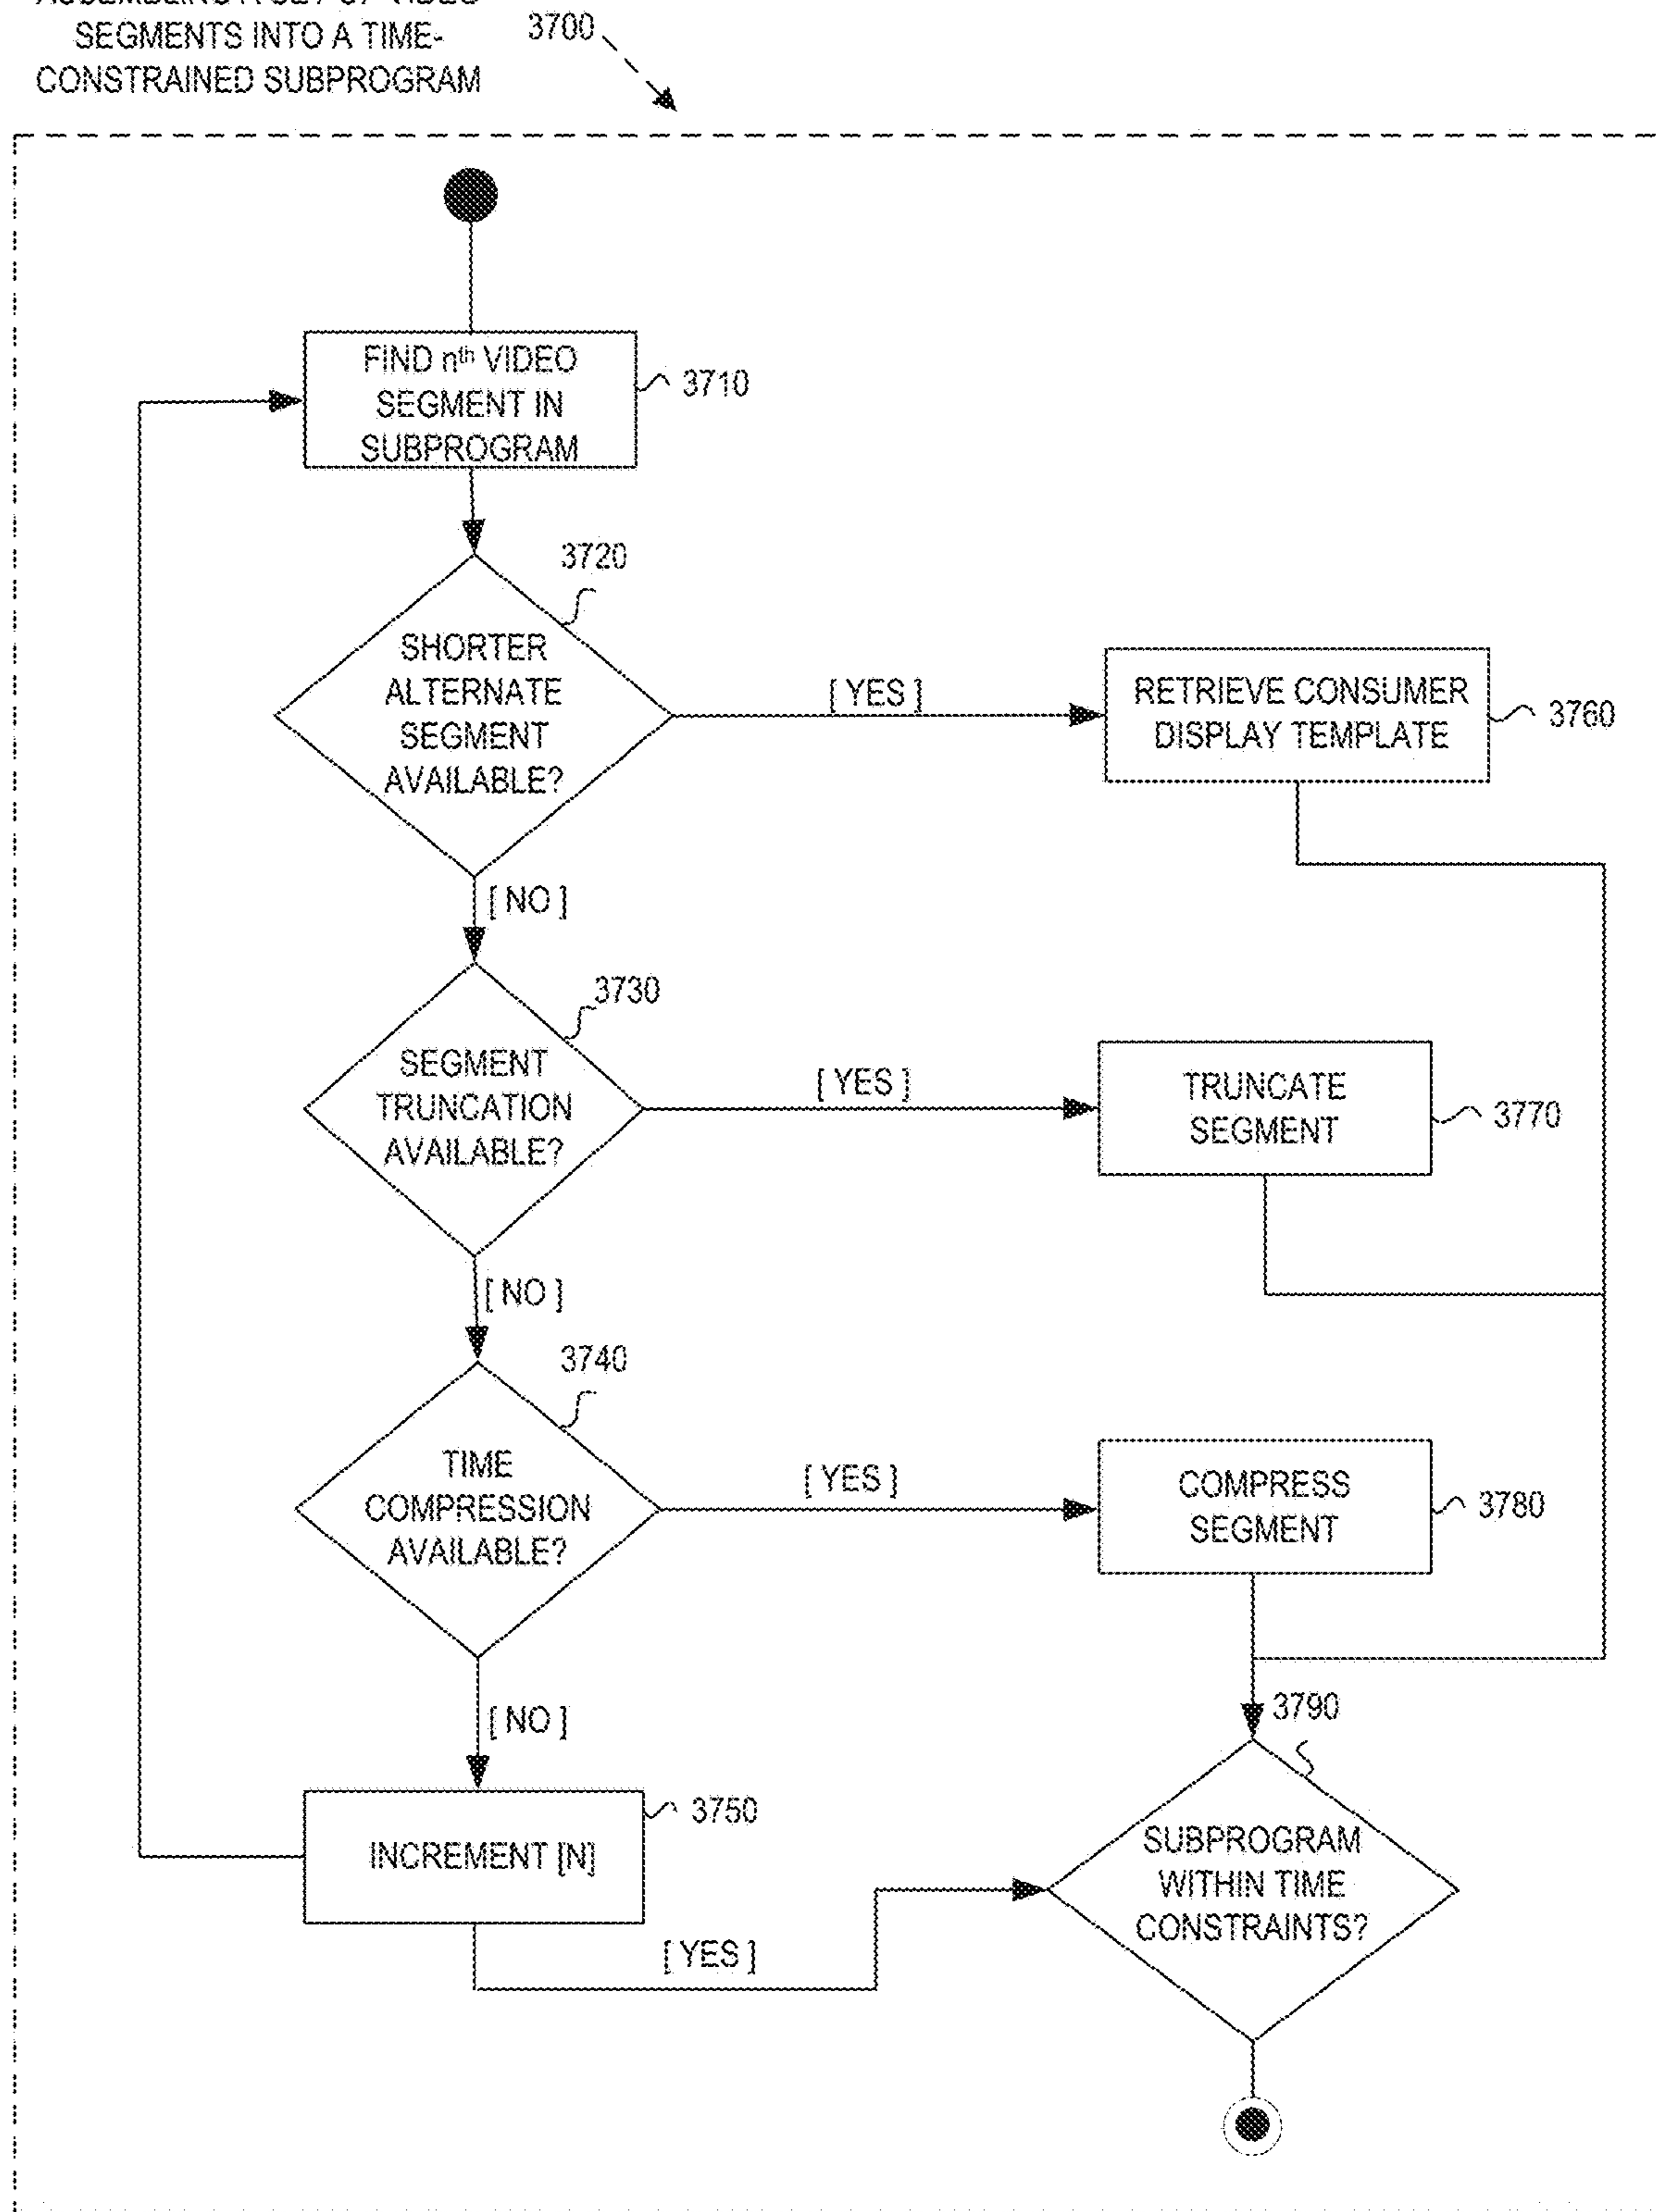 SEGMENTS INTO A TIME-
CONSTRAINED SUBPROGRAM
3700
FIND nth VIDEO
SEGMENT IN
SUBPROGRAM
3710
3720
SHORTER
ALTERNATE
SEGMENT
AVAILABLE?
[ YES ]
RETRIEVE CONSUMER
DISPLAY TEMPLATE
3760
[ NO ]
3730
SEGMENT
TRUNCATION
AVAILABLE?
[ YES ]
TRUNCATE
SEGMENT
3770
[ NO ]
3740
TIME
COMPRESSION
AVAILABLE?
[ YES ]
COMPRESS
SEGMENT
3780
[ NO ]
3790
3750
INCREMENT [N]
SUBPROGRAM
WITHIN TIME
CONSTRAINTS?
[ YES ]